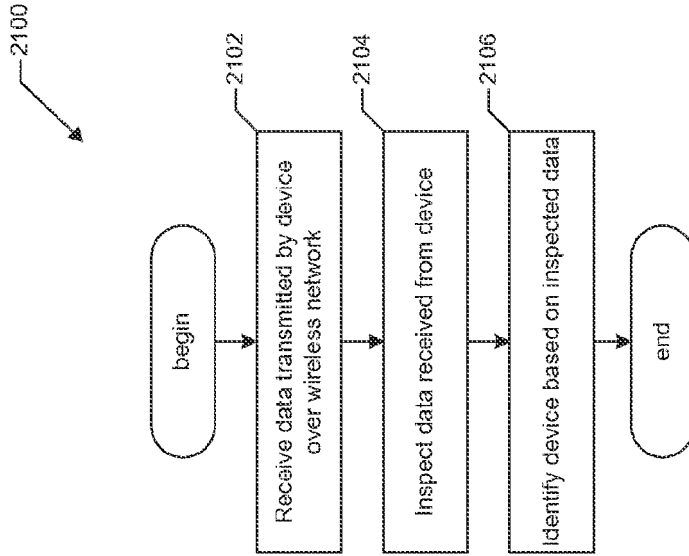 2100
begin
2102
Receive data transmitted by device
over wireless network
2104
Inspect data received from device
2106
Identify device based on inspected data
end